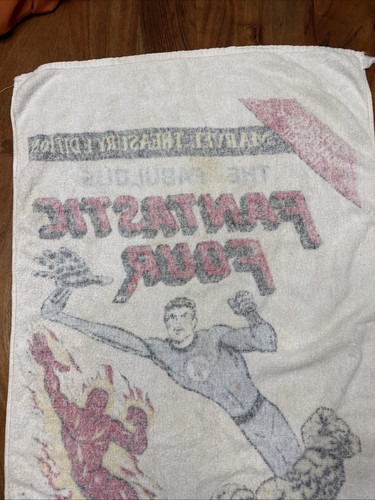 MARVEL TREASURY EDITION
THE FABULOUS
FANTASTIC
FOUR